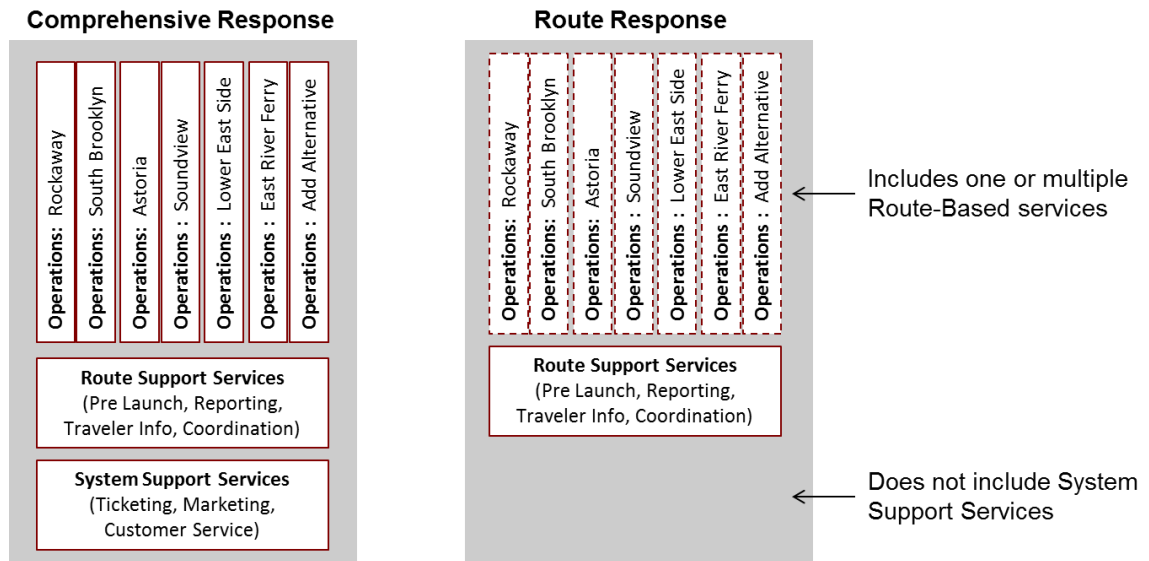 Comprehensive Response
Operations: Rockaway
Operations : South Brooklyn
Operations: Astoria
Operations : Soundview
Operations : Lower East Side
Operations : East River Ferry
Operations : Add Alternative
Route Support Services
(Pre Launch, Reporting,
Traveler Info, Coordination)
System Support Services
(Ticketing, Marketing,
Customer Service)
Route Response
Operations: Rockaway
Operations : South Brooklyn
Operations: Astoria
Operations : Soundview
Operations : Lower East Side
Operations : East River Ferry
Operations : Add Alternative
Route Support Services
(Pre Launch, Reporting,
Traveler Info, Coordination)
Includes one or multiple
Route-Based services
Does not include System
Support Services